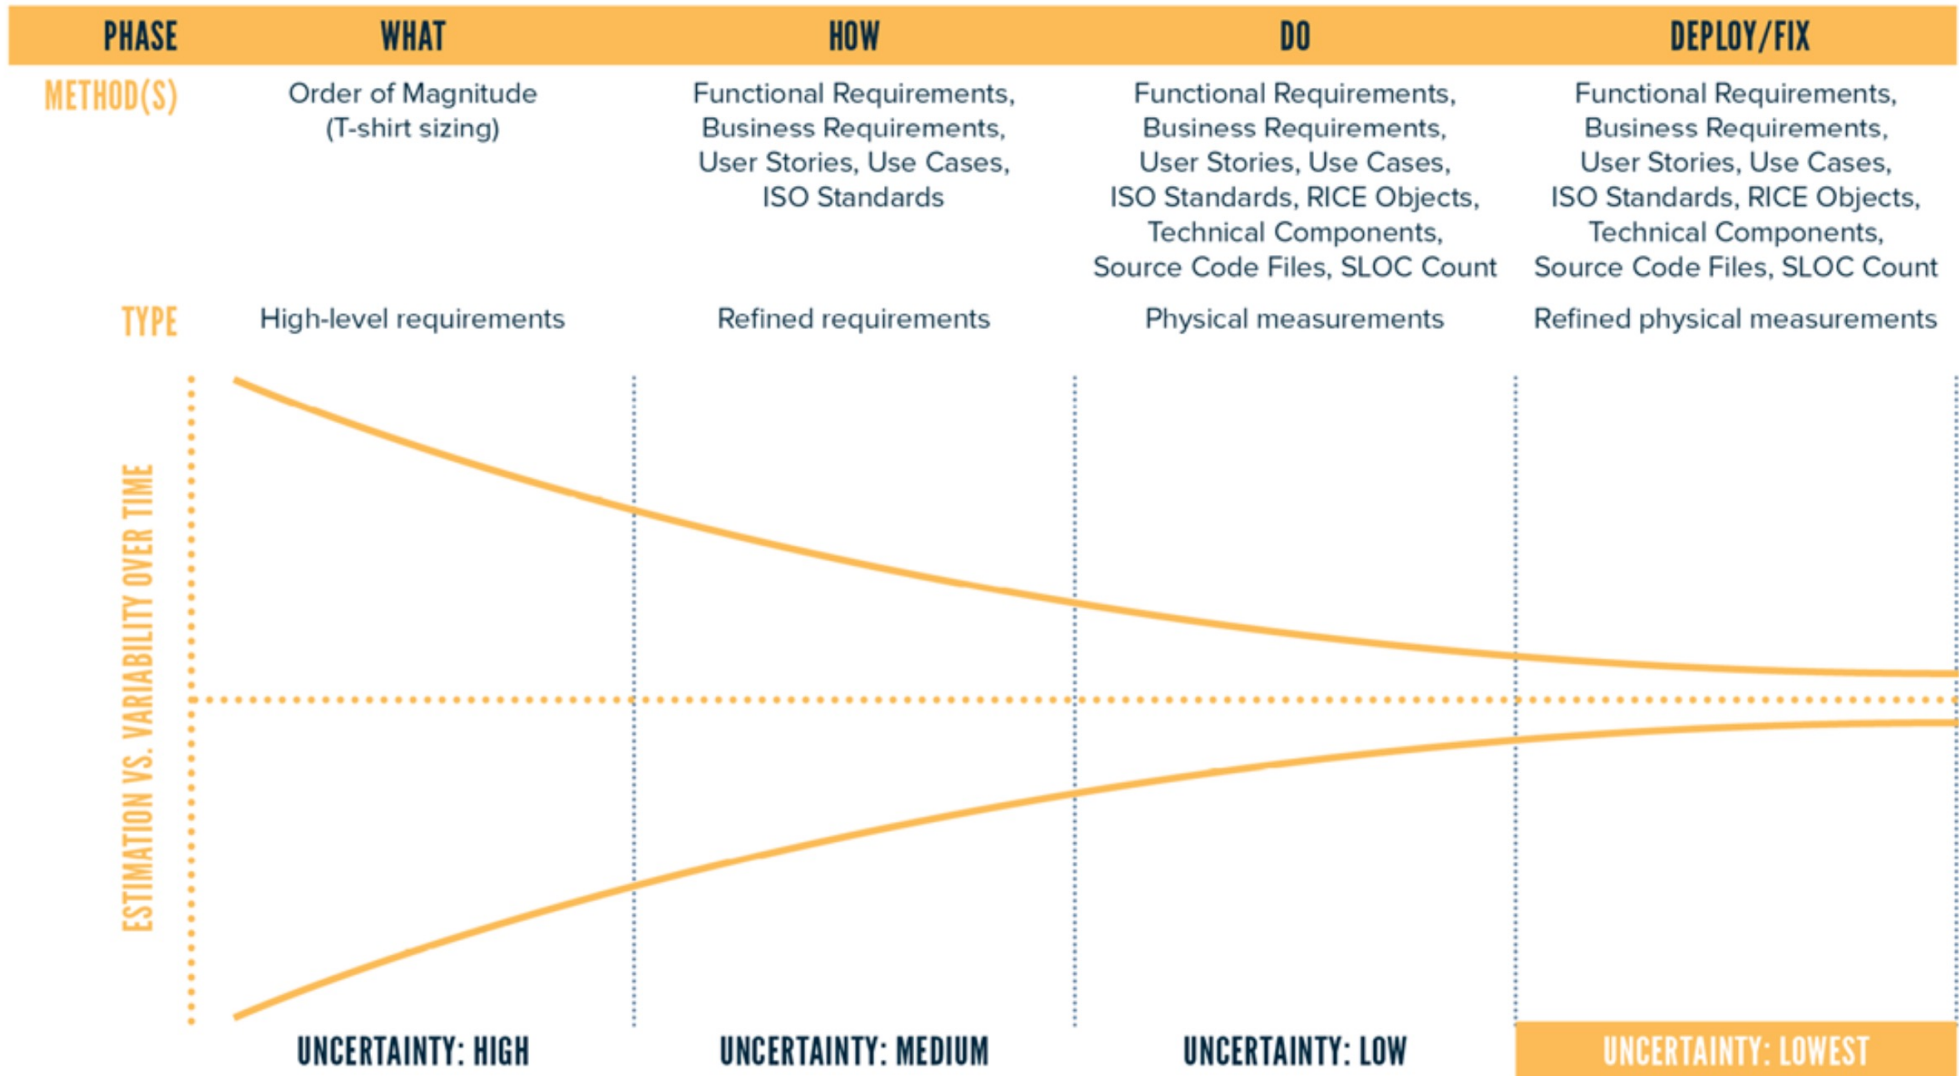 PHASE WHAT HOW DO DEPLOY/FIX
METHOD(S)
Order of Magnitude
(T-shirt sizing)
Functional Requirements,
Business Requirements,
User Stories, Use Cases,
ISO Standards
Functional Requirements,
Business Requirements,
User Stories, Use Cases,
ISO Standards, RICE Objects,
Technical Components,
Source Code Files, SLOC Count
Functional Requirements,
Business Requirements,
User Stories, Use Cases,
ISO Standards, RICE Objects,
Technical Components,
Source Code Files, SLOC Count
TYPE High-level requirements Refined requirements Physical measurements Refined physical measurements
ESTIMATION VS. VARIABILITY OVER TIME
UNCERTAINTY: HIGH UNCERTAINTY: MEDIUM UNCERTAINTY: LOW UNCERTAINTY: LOWEST